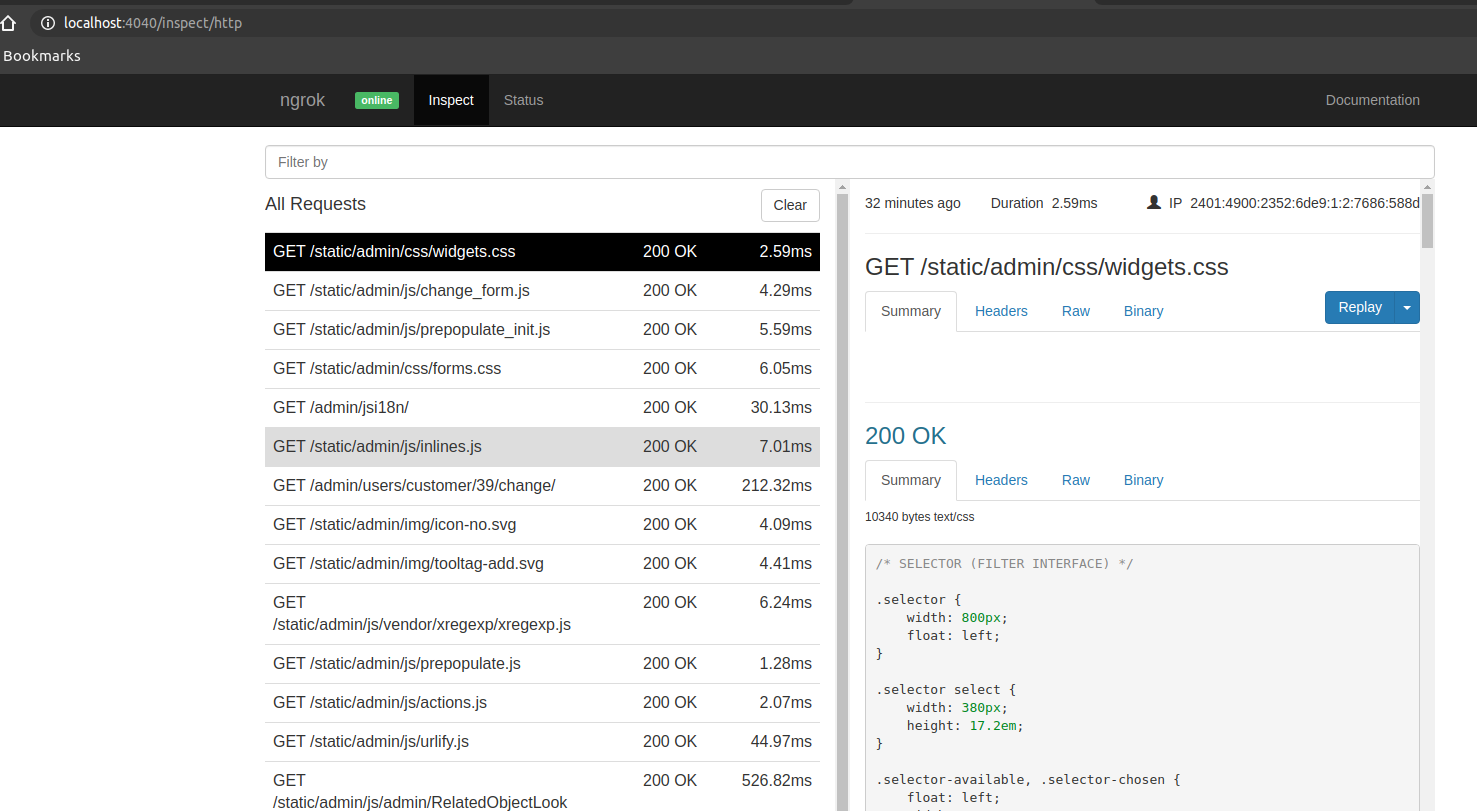 localhost:4040/inspect/http
Bookmarks
ngrok online Inspect Status Documentation
Filter by
All Requests Clear
GET /static/admin/css/widgets.css 200 OK 2.59ms
GET /static/admin/js/change_form.js 200 OK 4.29ms
GET /static/admin/js/prepopulate_init.js 200 OK 5.59ms
GET /static/admin/css/forms.css 200 OK 6.05ms
GET /admin/jsi18n/ 200 OK 30.13ms
GET /static/admin/js/inlines.js 200 OK 7.01ms
GET /admin/users/customer/39/change/ 200 OK 212.32ms
GET /static/admin/img/icon-no.svg 200 OK 4.09ms
GET /static/admin/img/tooltag-add.svg 200 OK 4.41ms
GET 200 OK 6.24ms
/static/admin/js/vendor/xregexp/xregexp.js
GET /static/admin/js/prepopulate.js 200 OK 1.28ms
GET /static/admin/js/actions.js 200 OK 2.07ms
GET /static/admin/js/urlify.js 200 OK 44.97ms
GET 200 OK 526.82ms
/static/admin/js/admin/RelatedObjectLook
32 minutes ago Duration 2.59ms IP 2401:4900:2352:6de9:1:2:7686:588d
GET /static/admin/css/widgets.css
Summary Headers Raw Binary Replay
200 OK
Summary Headers Raw Binary
10340 bytes text/css
/* SELECTOR (FILTER INTERFACE) */
.selector {
width: 800px;
float: left;
}
.selector select {
width: 380px;
height: 17.2em;
}
.selector-available, .selector-chosen {
float: left;